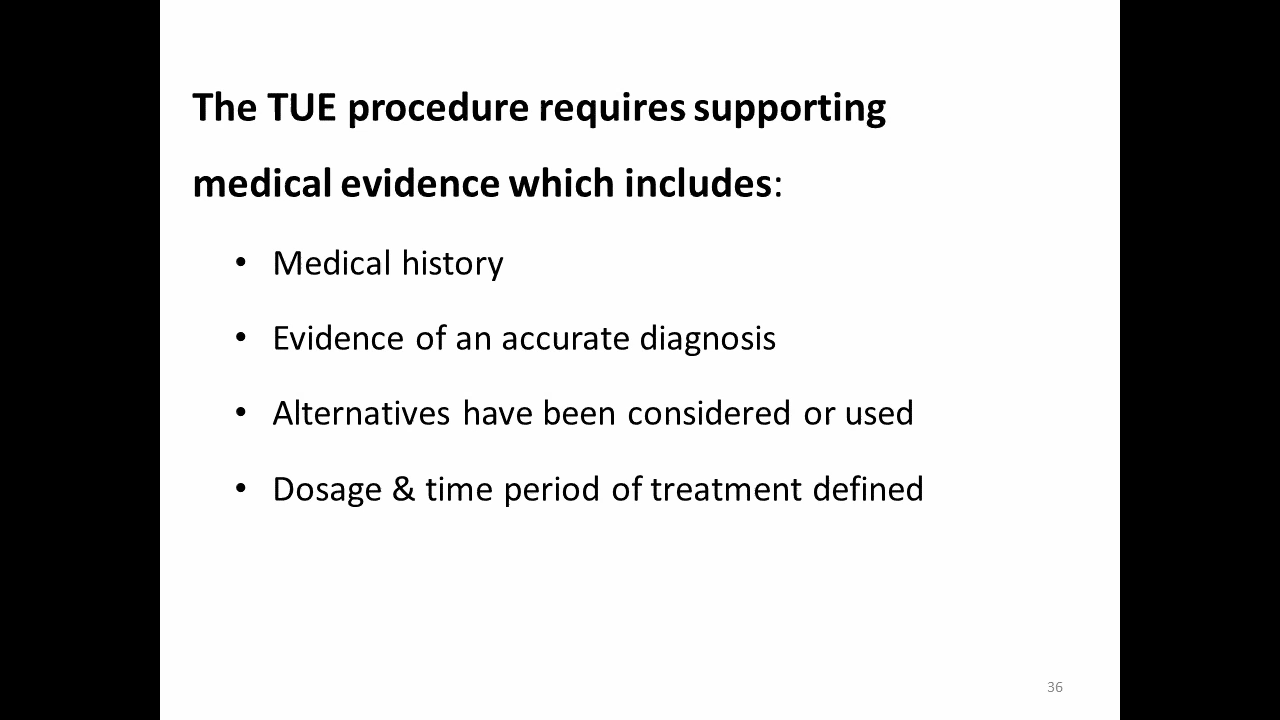 The TUE procedure requires supporting
medical evidence which includes:
• Medical history
• Evidence of an accurate diagnosis
• Alternatives have been considered or used
• Dosage & time period of treatment defined
36